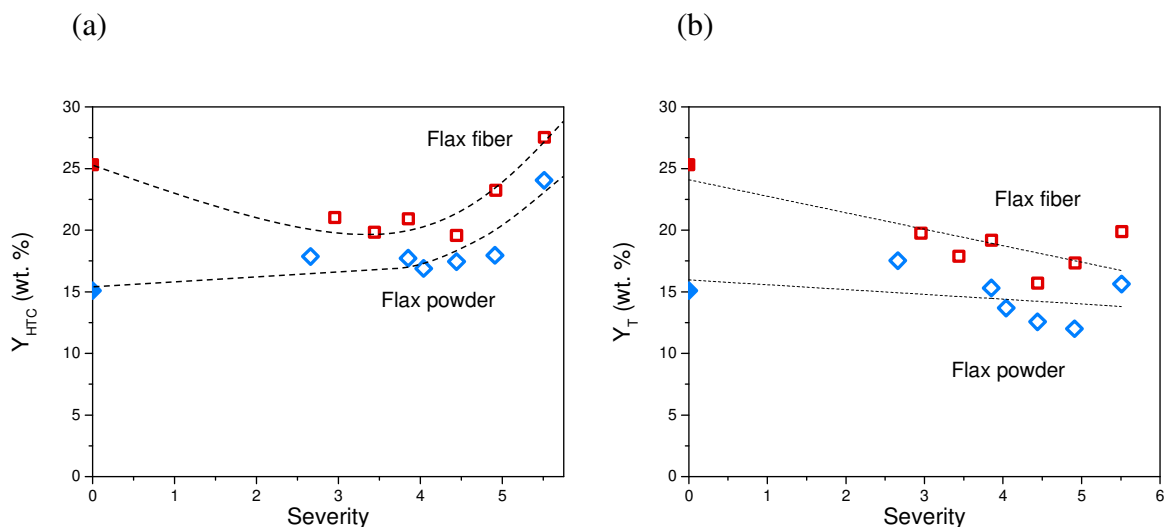 (a)
(b)
30
25
20
15
10
5
0
Y_HTC (wt. %)
Flax fiber
Flax powder
0 1 2 3 4 5
Severity
30
25
20
15
10
5
0
Y_T (wt. %)
Flax fiber
Flax powder
0 1 2 3 4 5 6
Severity